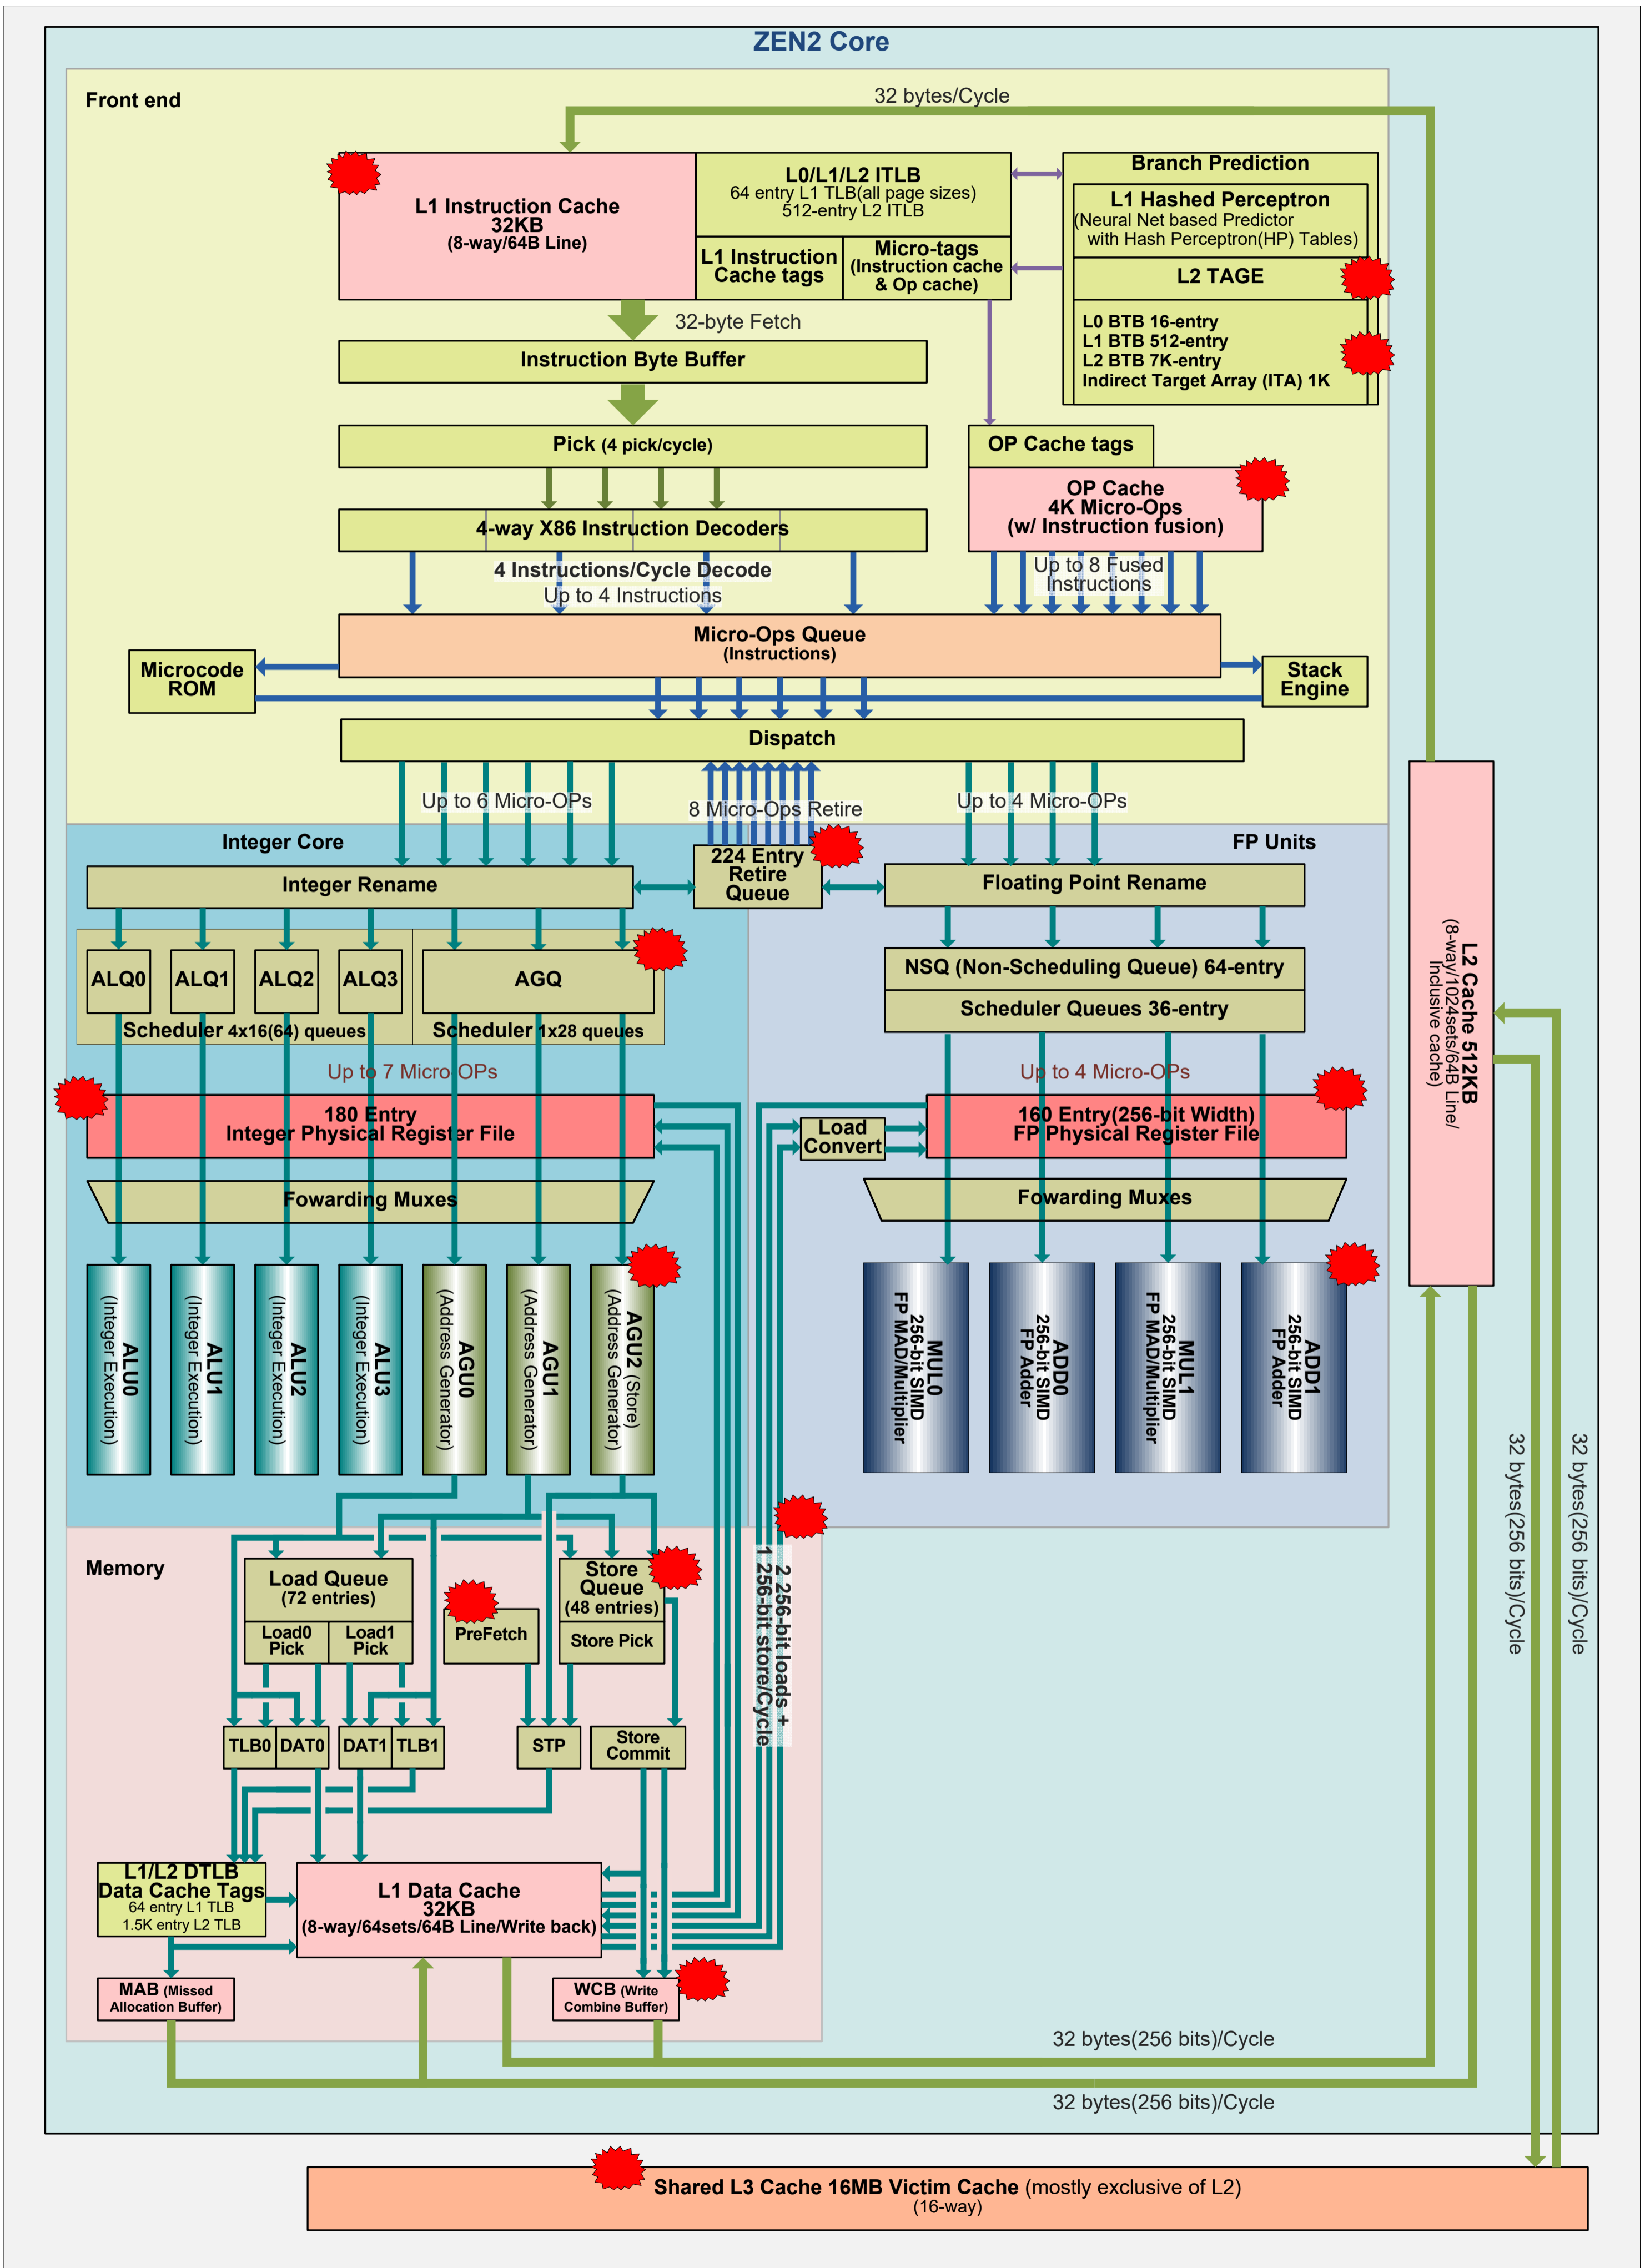 ZEN2 Core
Front end
32 bytes/Cycle
L1 Instruction Cache
32KB
(8-way/64B Line)
L0/L1/L2 ITLB
64 entry L1 TLB(all page sizes)
512-entry L2 ITLB
L1 Instruction
Cache tags
Micro-tags
(Instruction cache
& Op cache)
Branch Prediction
L1 Hashed Perceptron
(Neural Net based Predictor
with Hash Perceptron(HP) Tables)
L2 TAGE
L0 BTB 16-entry
L1 BTB 512-entry
L2 BTB 7K-entry
Indirect Target Array (ITA) 1K
32-byte Fetch
Instruction Byte Buffer
Pick (4 pick/cycle)
OP Cache tags
OP Cache
4K Micro-Ops
(w/ Instruction fusion)
4-way X86 Instruction Decoders
4 Instructions/Cycle Decode
Up to 4 Instructions
Up to 8 Fused
Instructions
Micro-Ops Queue
(Instructions)
Microcode
ROM
Stack
Engine
Dispatch
Up to 6 Micro-OPs
8 Micro-Ops Retire
Up to 4 Micro-OPs
Integer Core
FP Units
224 Entry
Retire
Queue
Integer Rename
Floating Point Rename
ALQ0
ALQ1
ALQ2
ALQ3
AGQ
Scheduler 4x16(64) queues
Scheduler 1x28 queues
NSQ (Non-Scheduling Queue) 64-entry
Scheduler Queues 36-entry
Up to 7 Micro-OPs
Up to 4 Micro-OPs
180 Entry
Integer Physical Register File
Load
Convert
160 Entry(256-bit Width)
FP Physical Register File
Fowarding Muxes
Fowarding Muxes
ALU0
(Integer Execution)
ALU1
(Integer Execution)
ALU2
(Integer Execution)
ALU3
(Integer Execution)
AGU0
(Address Generator)
AGU1
(Address Generator)
AGU2 (Store)
(Address Generator)
MUL0
256-bit SIMD
FP MAD/Multiplier
ADD0
256-bit SIMD
FP Adder
MUL1
256-bit SIMD
FP MAD/Multiplier
ADD1
256-bit SIMD
FP Adder
L2 Cache 512KB
(8-way/1024sets/64B Line/
Inclusive cache)
32 bytes(256 bits)/Cycle
32 bytes(256 bits)/Cycle
Memory
Load Queue
(72 entries)
Load0
Pick
Load1
Pick
PreFetch
Store
Queue
(48 entries)
Store Pick
2 256-bit loads +
1 256-bit store/Cycle
TLB0
DAT0
DAT1
TLB1
STP
Store
Commit
L1/L2 DTLB
Data Cache Tags
64 entry L1 TLB
1.5K entry L2 TLB
L1 Data Cache
32KB
(8-way/64sets/64B Line/Write back)
MAB (Missed
Allocation Buffer)
WCB (Write
Combine Buffer)
32 bytes(256 bits)/Cycle
32 bytes(256 bits)/Cycle
Shared L3 Cache 16MB Victim Cache (mostly exclusive of L2)
(16-way)